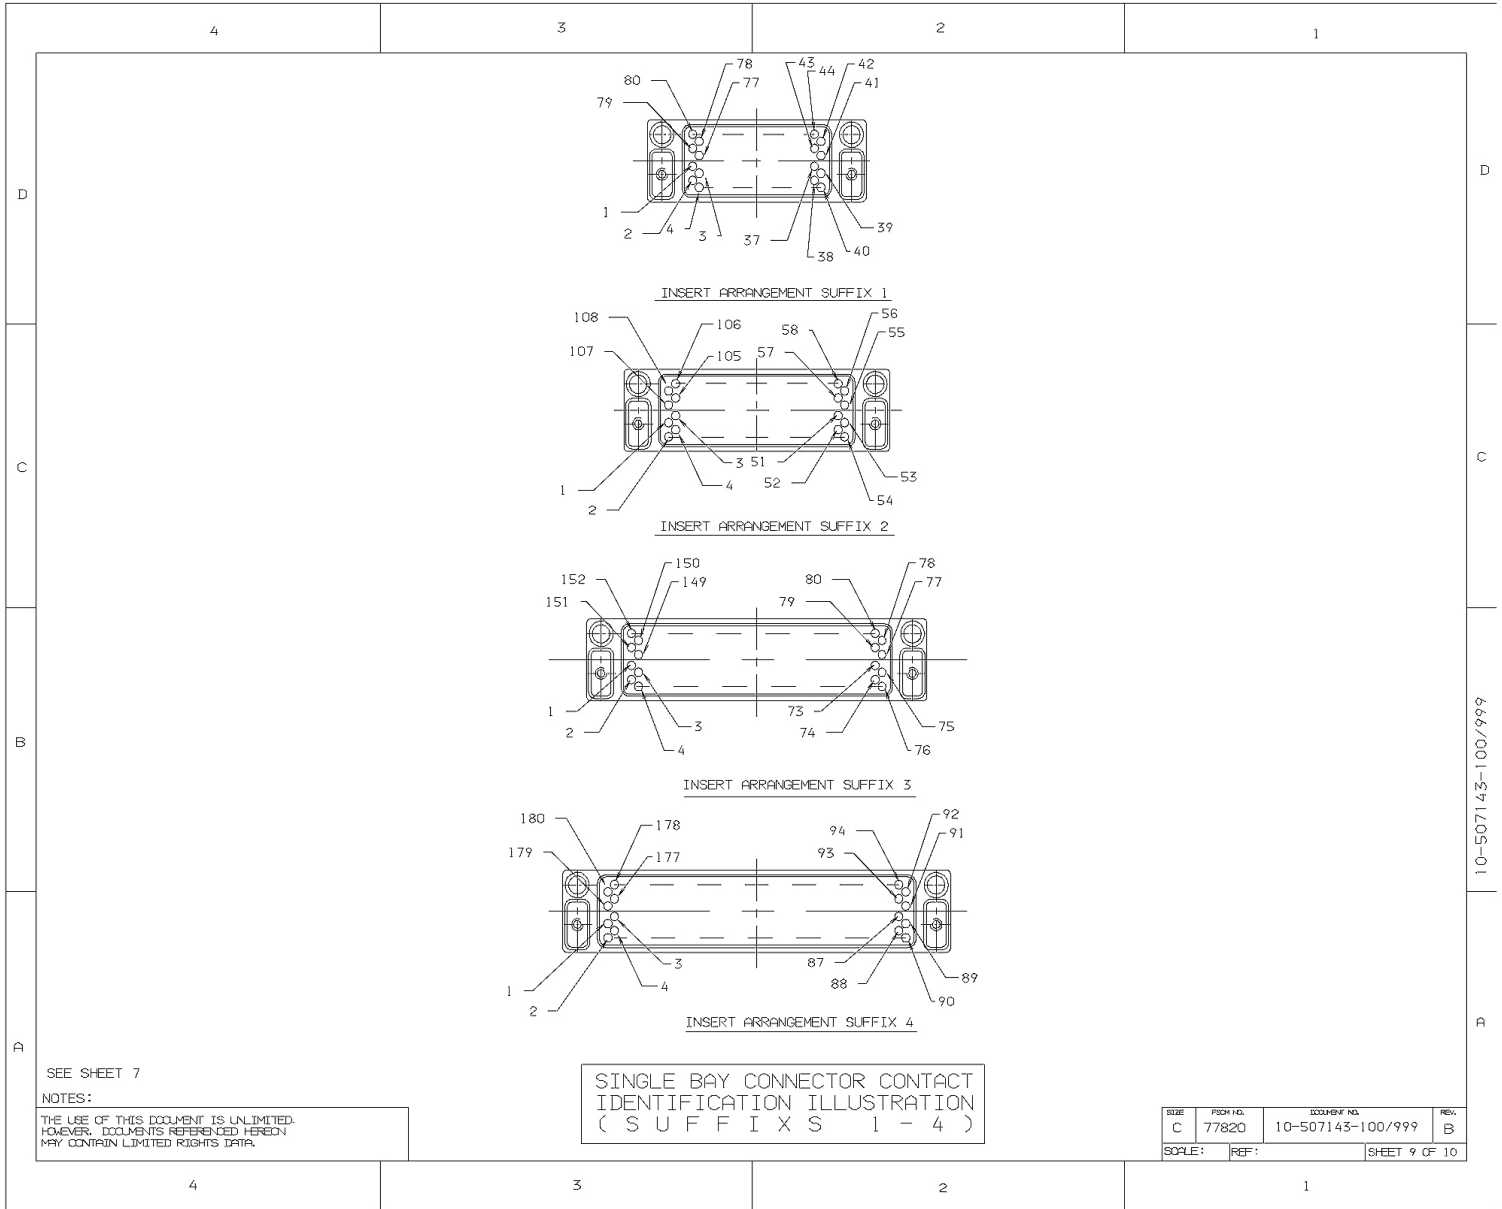 4 3 2 1
D
C
B
A
D
C
B
A
80 78 77 79
43 44 42 41
1 2 4 3
37 38 40 39
INSERT ARRANGEMENT SUFFIX 1
108 106 107 105
58 57 56 55
1 2 3 4
51 52 53 54
INSERT ARRANGEMENT SUFFIX 2
152 150 151 149
80 79 78 77
1 2 3 4
73 74 75 76
INSERT ARRANGEMENT SUFFIX 3
180 178 179 177
94 93 92 91
1 2 3 4
87 88 89 90
INSERT ARRANGEMENT SUFFIX 4
10-507143-100/999
SEE SHEET 7
NOTES:
THE USE OF THIS DOCUMENT IS UNLIMITED.
HOWEVER, DOCUMENTS REFERENCED HEREON
MAY CONTAIN LIMITED RIGHTS DATA.
SINGLE BAY CONNECTOR CONTACT
IDENTIFICATION ILLUSTRATION
( S U F F I X S 1 - 4 )
SIZE FSCM NO. DOCUMENT NO. REV.
C 77820 10-507143-100/999 B
SCALE: REF: SHEET 9 OF 10
4 3 2 1